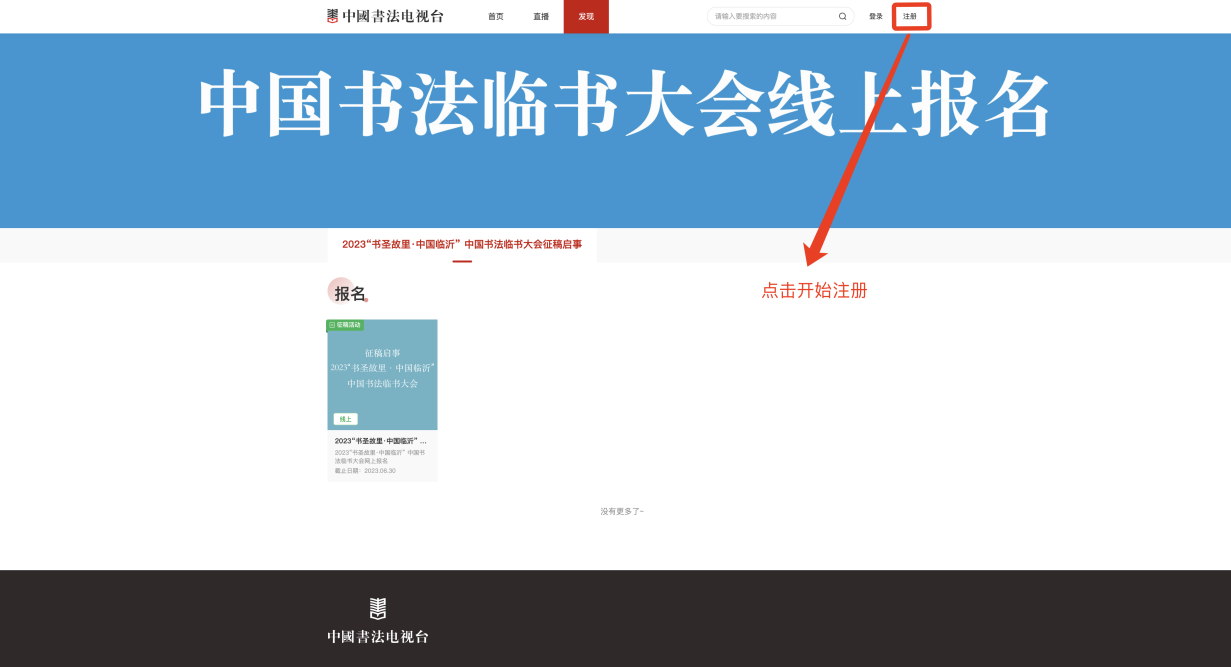 中國書法电视台
首页
直播
发现
请输入要搜索的内容
登录
注册
中国书法临书大会线上报名
2023“书圣故里·中国临沂”中国书法临书大会征稿启事
点击开始注册
报名
征稿活动
征稿启事
2023“书圣故里·中国临沂”
中国书法临书大会
线上
2023“书圣故里·中国临沂” ...
2023“书圣故里·中国临沂”中国书
法临书大会网上报名
截止日期: 2023.06.30
没有更多了~
中國書法电视台